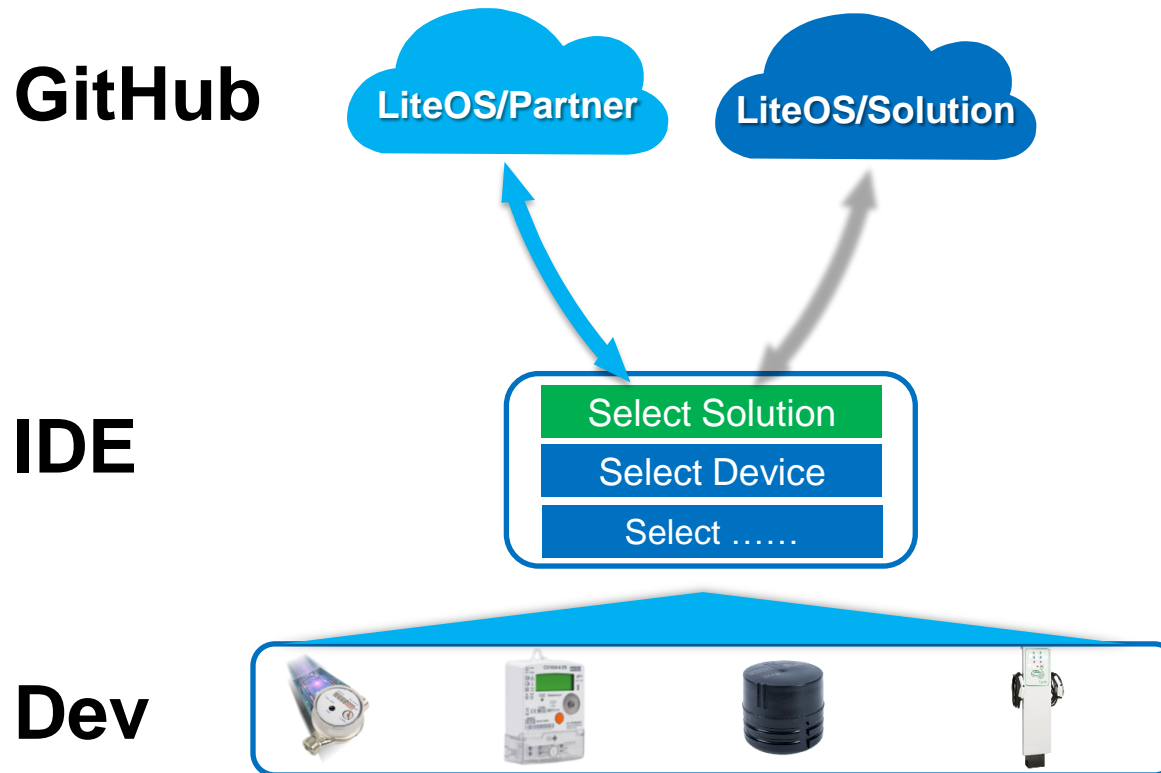 GitHub
LiteOS/Partner
LiteOS/Solution
IDE
Select Solution
Select Device
Select ……
Dev